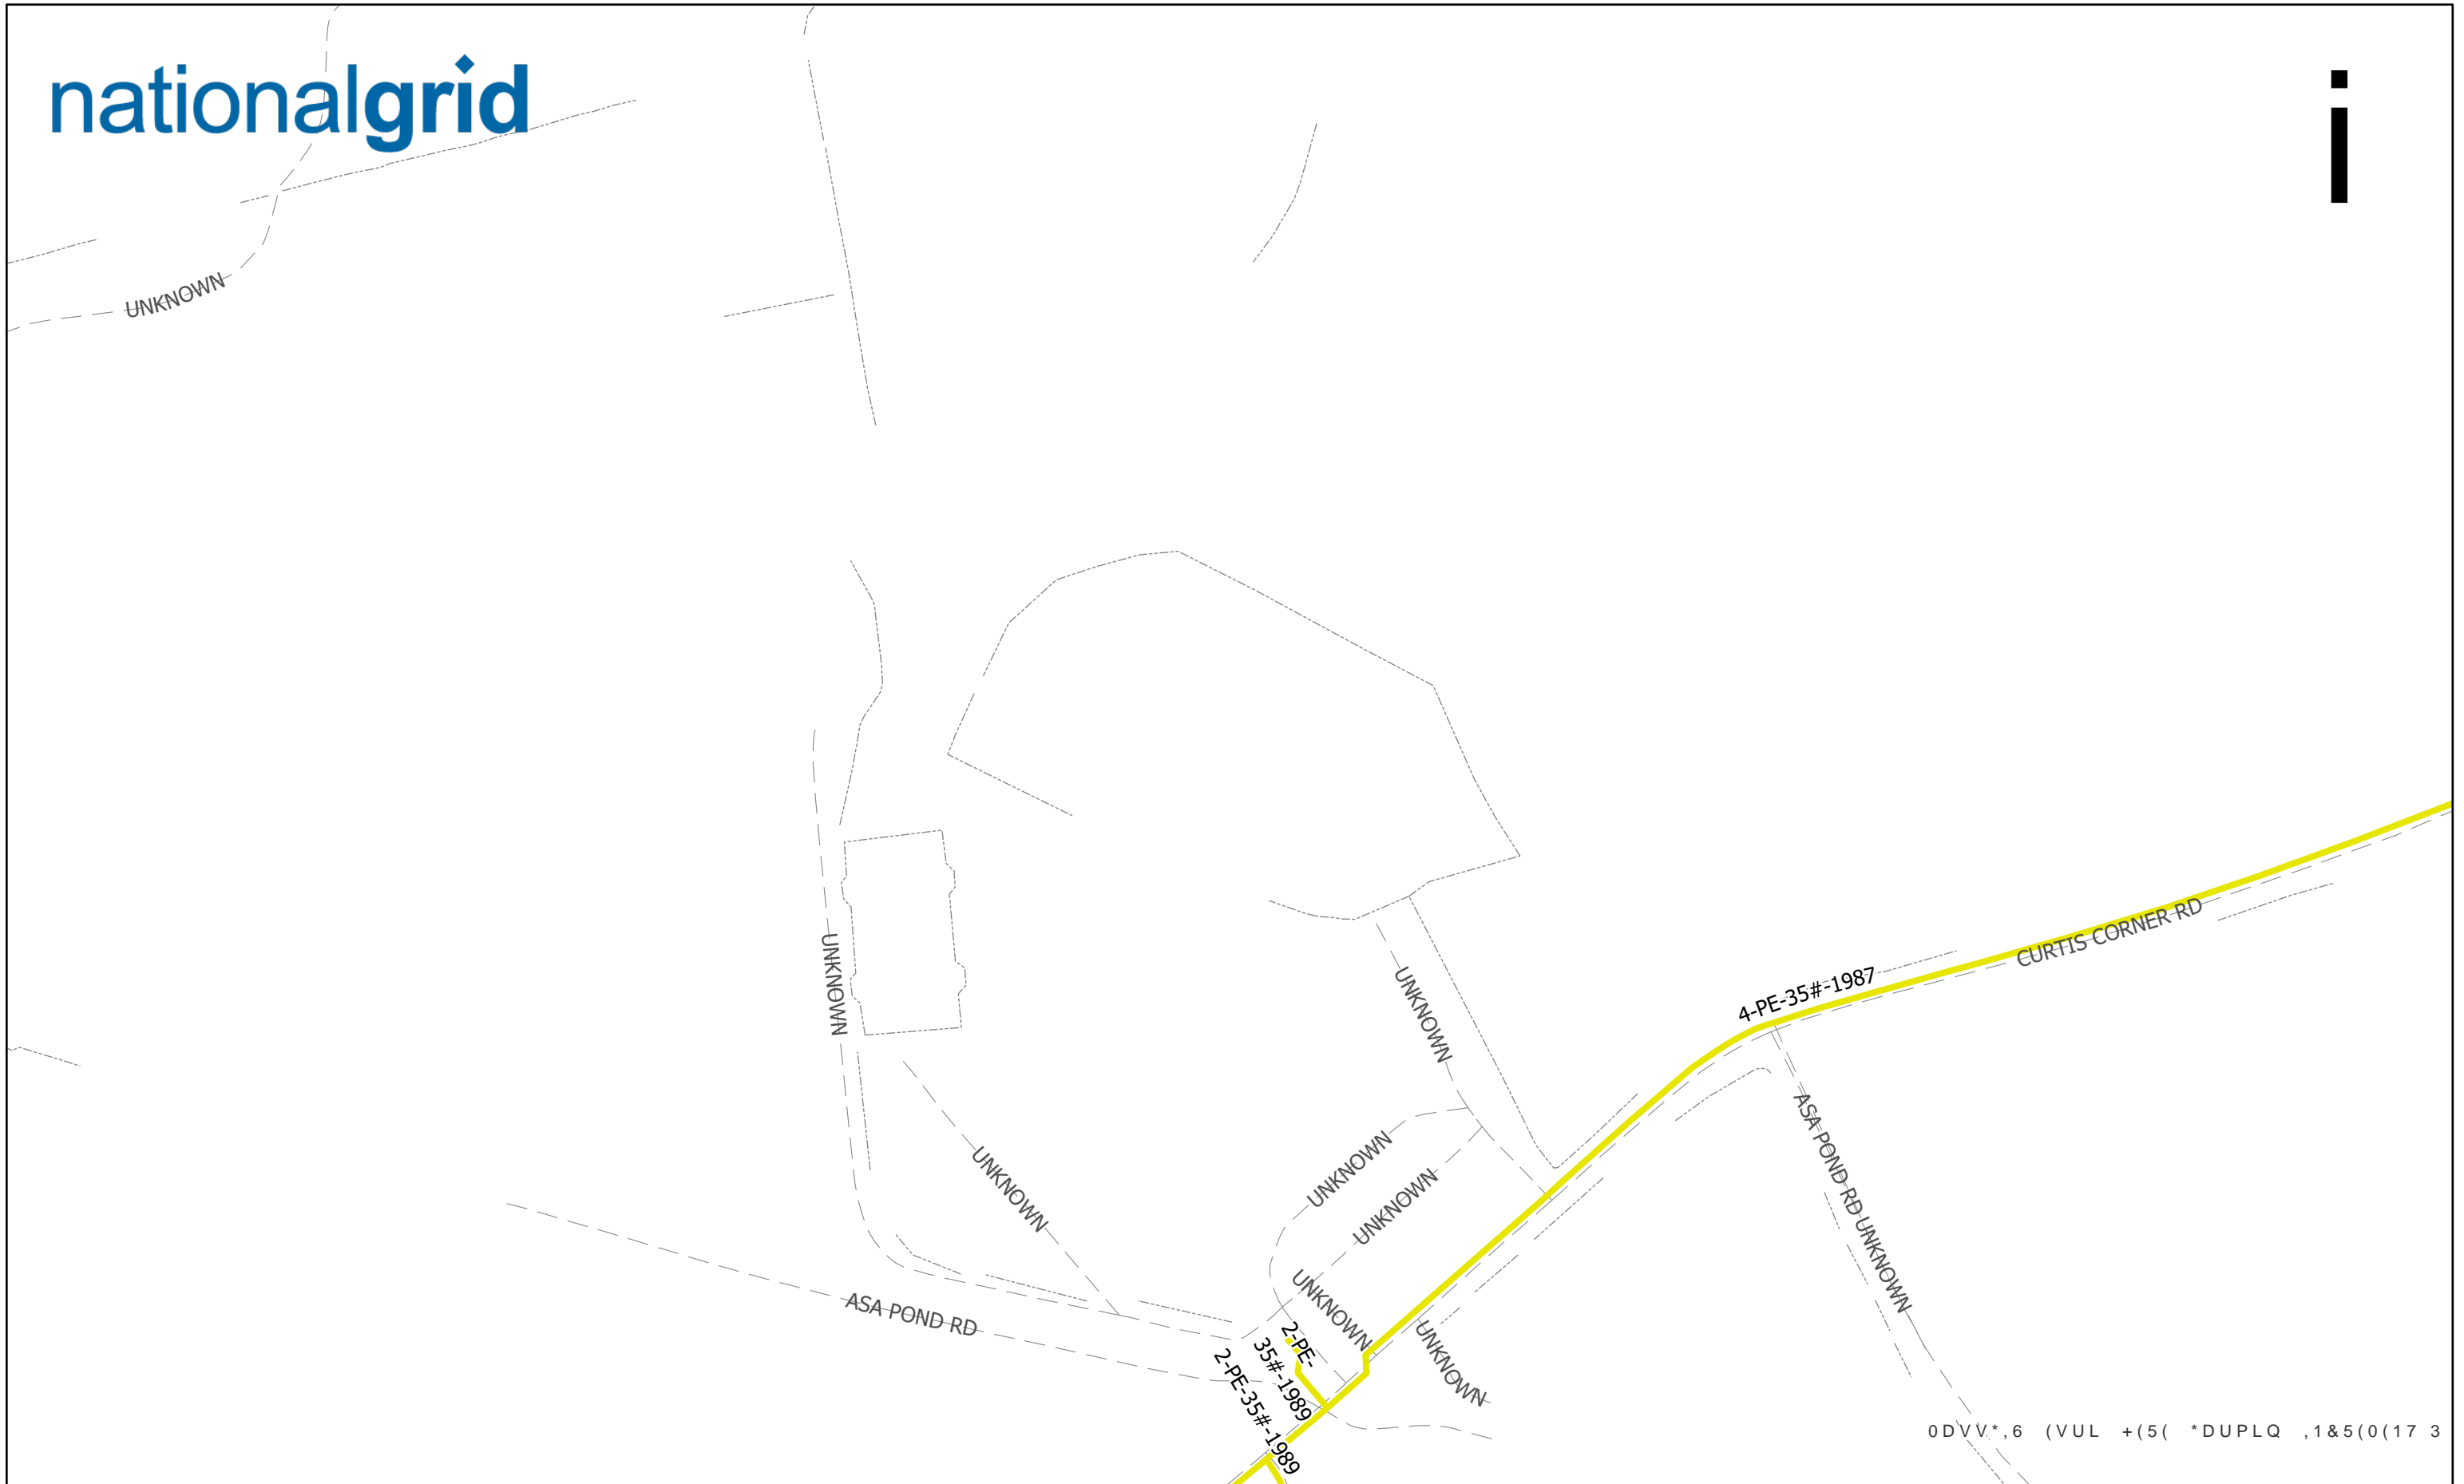 nationalgrid
i
UNKNOWN
4-PE-35#-1987
CURTIS CORNER RD
UNKNOWN
UNKNOWN
UNKNOWN
UNKNOWN
UNKNOWN
ASA POND RD
UNKNOWN
ASA POND RD
UNKNOWN
UNKNOWN
2-PE-
35#-1989
2-PE-35#-1989
0DVV*,6 (VUL +(5( *DUPLQ ,1&5(0(17 3